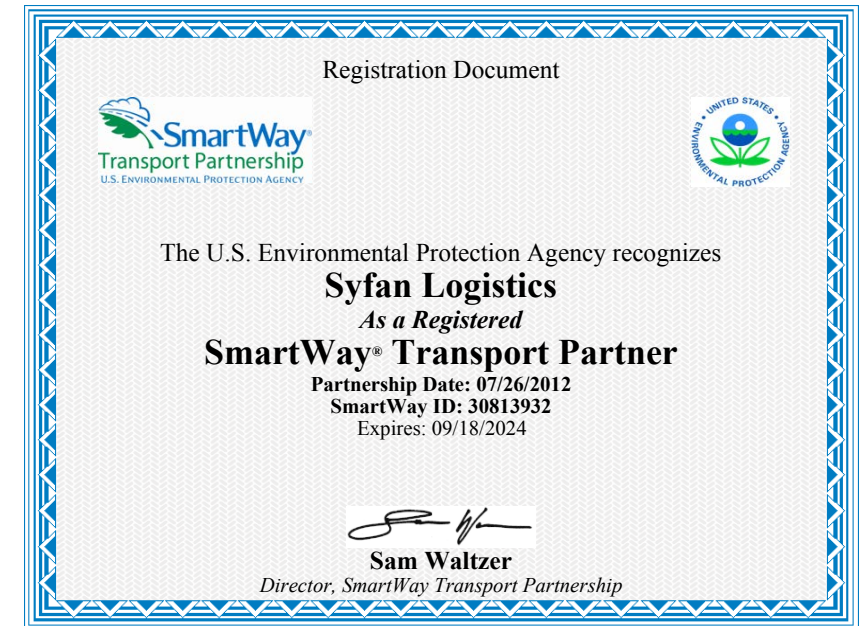 Registration Document
SmartWay®
Transport Partnership
U.S. ENVIRONMENTAL PROTECTION AGENCY
UNITED STATES
ENVIRONMENTAL PROTECTION AGENCY
The U.S. Environmental Protection Agency recognizes
Syfan Logistics
As a Registered
SmartWay® Transport Partner
Partnership Date: 07/26/2012
SmartWay ID: 30813932
Expires: 09/18/2024
Sam Waltzer
Director, SmartWay Transport Partnership